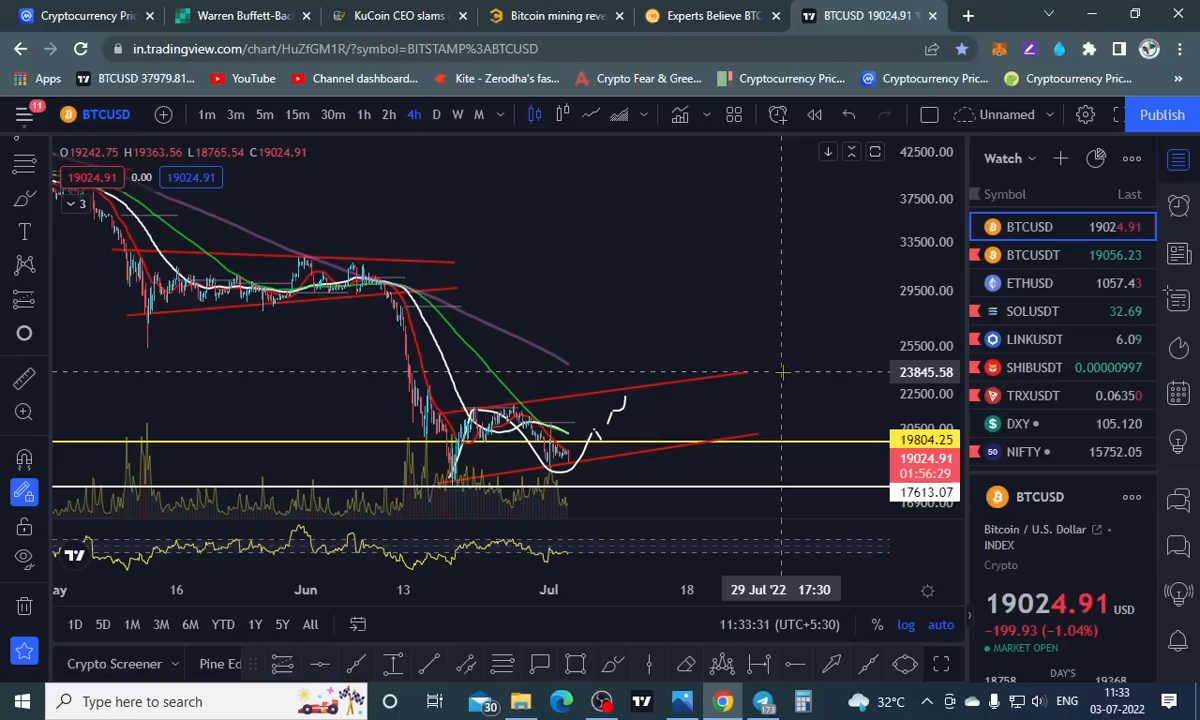 Cryptocurrency Pric
Warren Buffett-Bac
KuCoin CEO slams
Bitcoin mining reve
Experts Believe BTC
BTCUSD 19024.91
in.tradingview.com/chart/HuZfGM1R/?symbol=BITSTAMP%3ABTCUSD
Apps
BTCUSD 37979.81...
YouTube
Channel dashboard...
Kite - Zerodha's fas...
Crypto Fear & Gree...
Cryptocurrency Pric...
Cryptocurrency Pric...
Cryptocurrency Pric...
»
11
BTCUSD
1m 3m 5m 15m 30m 1h 2h 4h D W M
Unnamed
Publish
O19242.75 H19363.56 L18765.54 C19024.91
19024.91 0.00 19024.91
3
42500.00
37500.00
33500.00
29500.00
25500.00
23845.58
22500.00
20500.00
19804.25
19024.91
01:56:29
17613.07
16900.00
ay 16 Jun 13 Jul 18 29 Jul '22 17:30
1D 5D 1M 3M 6M YTD 1Y 5Y All
11:33:31 (UTC+5:30)
% log auto
Crypto Screener
Pine Ed
Watch
Symbol Last
BTCUSD 19024.91
BTCUSDT 19056.23
ETHUSD 1057.43
SOLUSDT 32.69
LINKUSDT 6.09
SHIBUSDT 0.00000997
TRXUSDT 0.06350
DXY 105.120
50 NIFTY 15752.05
BTCUSD
Bitcoin / U.S. Dollar
INDEX
Crypto
19024.91 USD
−199.93 (−1.04%)
MARKET OPEN
DAY'S
18758 19368
Type here to search
30
173
32°C
ENG
11:33
03-07-2022